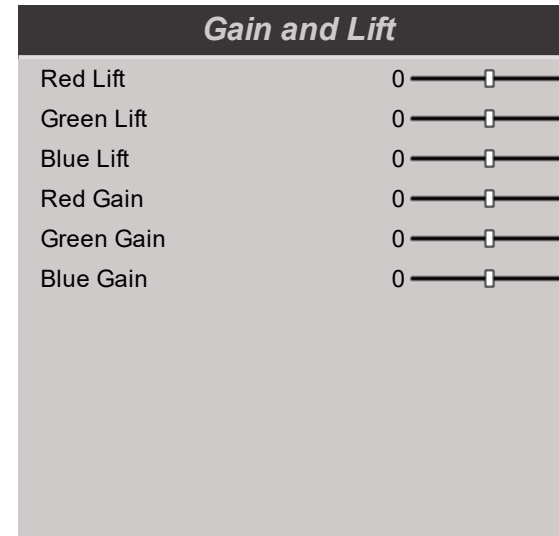 Gain and Lift
Red Lift 0
Green Lift 0
Blue Lift 0
Red Gain 0
Green Gain 0
Blue Gain 0